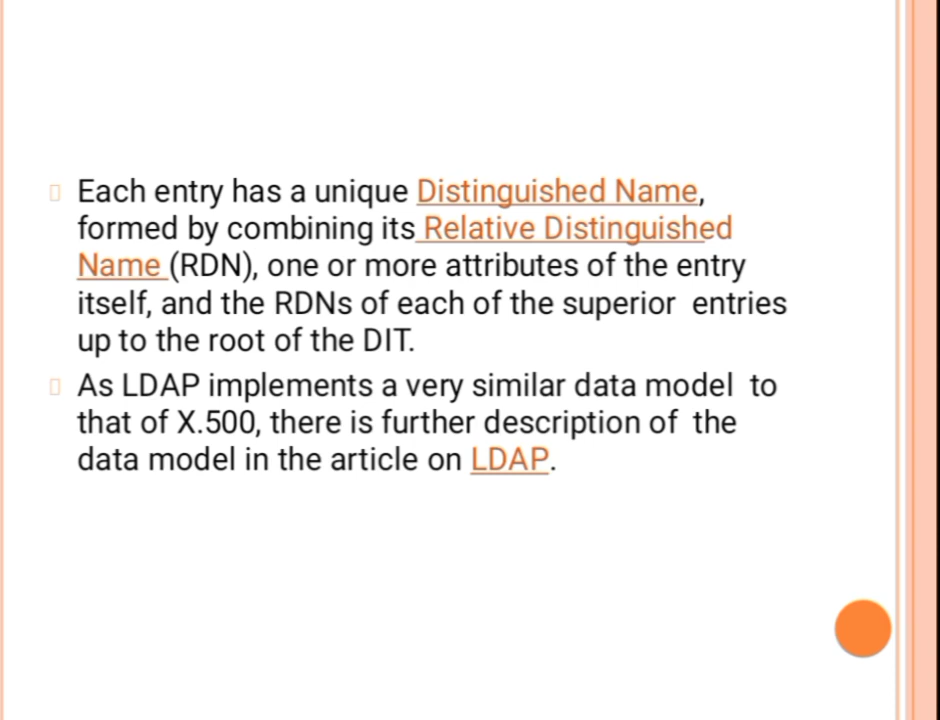 Each entry has a unique Distinguished Name,
formed by combining its Relative Distinguished
Name (RDN), one or more attributes of the entry
itself, and the RDNs of each of the superior entries
up to the root of the DIT.
As LDAP implements a very similar data model to
that of X.500, there is further description of the
data model in the article on LDAP.